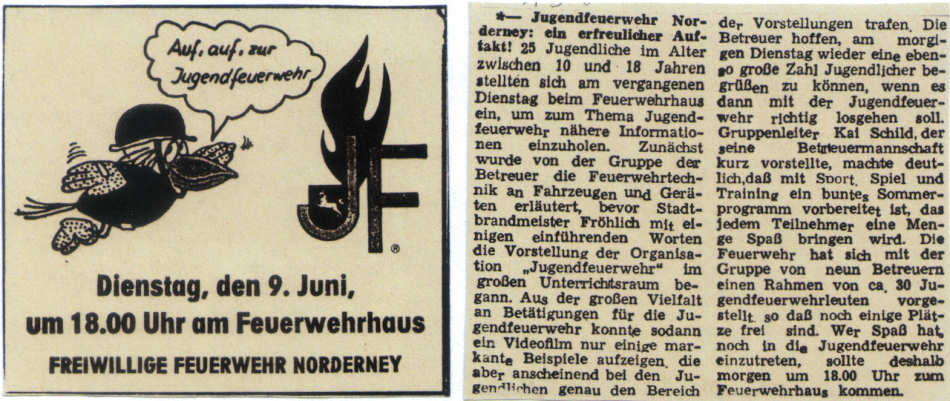 Auf, auf, zur
Jugendfeuerwehr
JF
®
Dienstag, den 9. Juni,
um 18.00 Uhr am Feuerwehrhaus
FREIWILLIGE FEUERWEHR NORDERNEY
*— Jugendfeuerwehr Nor-
derney: ein erfreulicher Auf-
takt! 25 Jugendliche im Alter
zwischen 10 und 18 Jahren
stellten sich am vergangenen
Dienstag beim Feuerwehrhaus
ein, um zum Thema Jugend-
feuerwehr nähere Informatio-
nen einzuholen. Zunächst
wurde von der Gruppe der
Betreuer die Feuerwehrtech-
nik an Fahrzeugen und Gerä-
ten erläutert, bevor Stadt-
brandmeister Fröhlich mit ei-
nigen einführenden Worten
die Vorstellung der Organisa-
tion „Jugendfeuerwehr" im
großen Unterrichtsraum be-
gann. Aus der großen Vielfalt
an Betätigungen für die Ju-
gendfeuerwehr konnte sodann
ein Videofilm nur einige mar-
kante Beispiele aufzeigen, die
aber anscheinend bei den Ju-
gendlichen genau den Bereich
der Vorstellungen trafen. Die
Betreuer hoffen, am morgi-
gen Dienstag wieder eine eben-
so große Zahl Jugendlicher be-
grüßen zu können, wenn es
dann mit der Jugendfeuer-
wehr richtig losgehen soll.
Gruppenleiter Kai Schild, der
seine Betreuermannschaft
kurz vorstellte, machte deut-
lich,daß mit Sport, Spiel und
Training ein buntes Sommer-
programm vorbereitet ist, das
jedem Teilnehmer eine Men-
ge Spaß bringen wird. Die
Feuerwehr hat sich mit der
Gruppe von neun Betreuern
einen Rahmen von ca. 30 Ju-
gendfeuerwehrleuten vorge-
stellt, so daß noch einige Plät-
ze frei sind. Wer Spaß hat,
noch in die Jugendfeuerwehr
einzutreten, sollte deshalb
morgen um 18.00 Uhr zum
Feuerwehrhaus kommen.